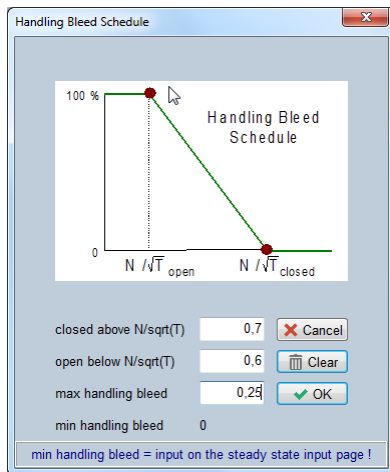 Handling Bleed Schedule
x
100 %
Handling Bleed
Schedule
0
N /√T open
N /√T closed
closed above N/sqrt(T) 0,7 Cancel
open below N/sqrt(T) 0,6 Clear
max handling bleed 0,25 OK
min handling bleed 0
min handling bleed = input on the steady state input page !